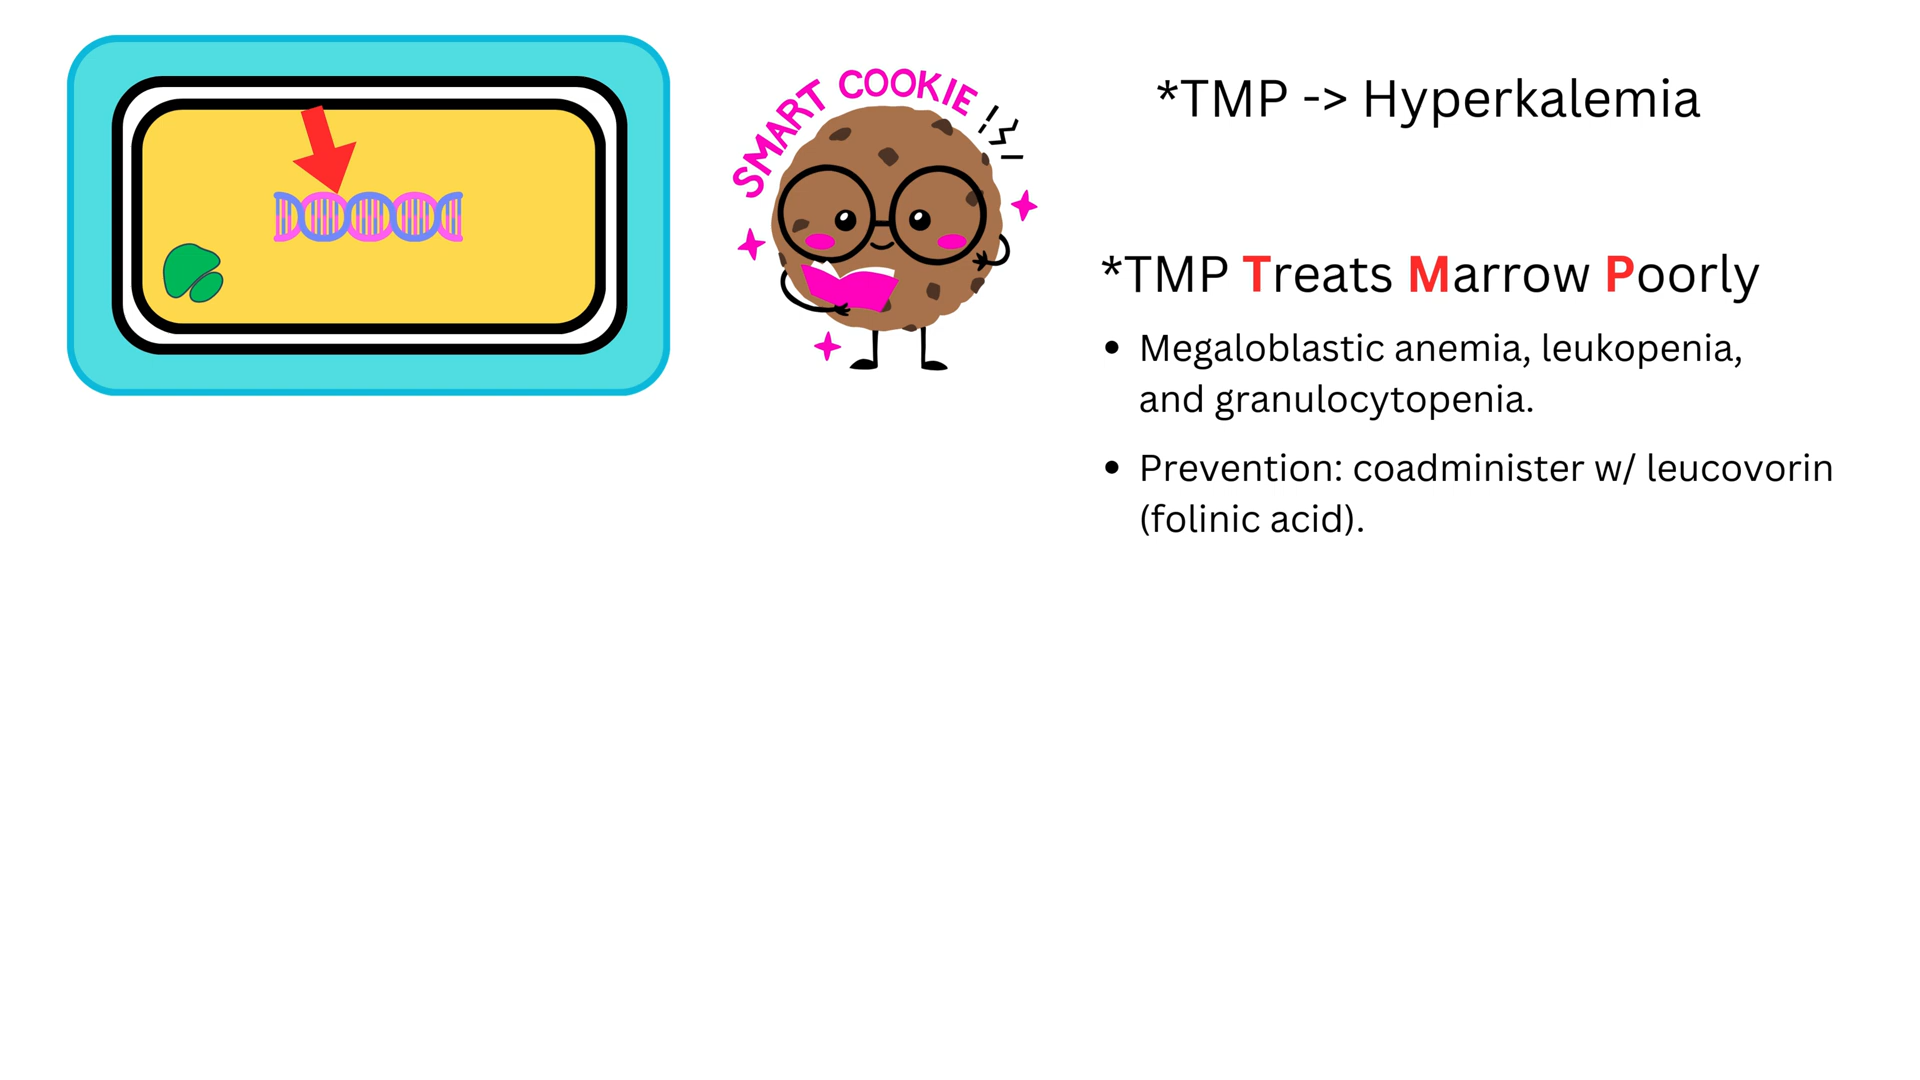 SMART COOKIE
*TMP -> Hyperkalemia
*TMP Treats Marrow Poorly
• Megaloblastic anemia, leukopenia,
and granulocytopenia.
• Prevention: coadminister w/ leucovorin
(folinic acid).